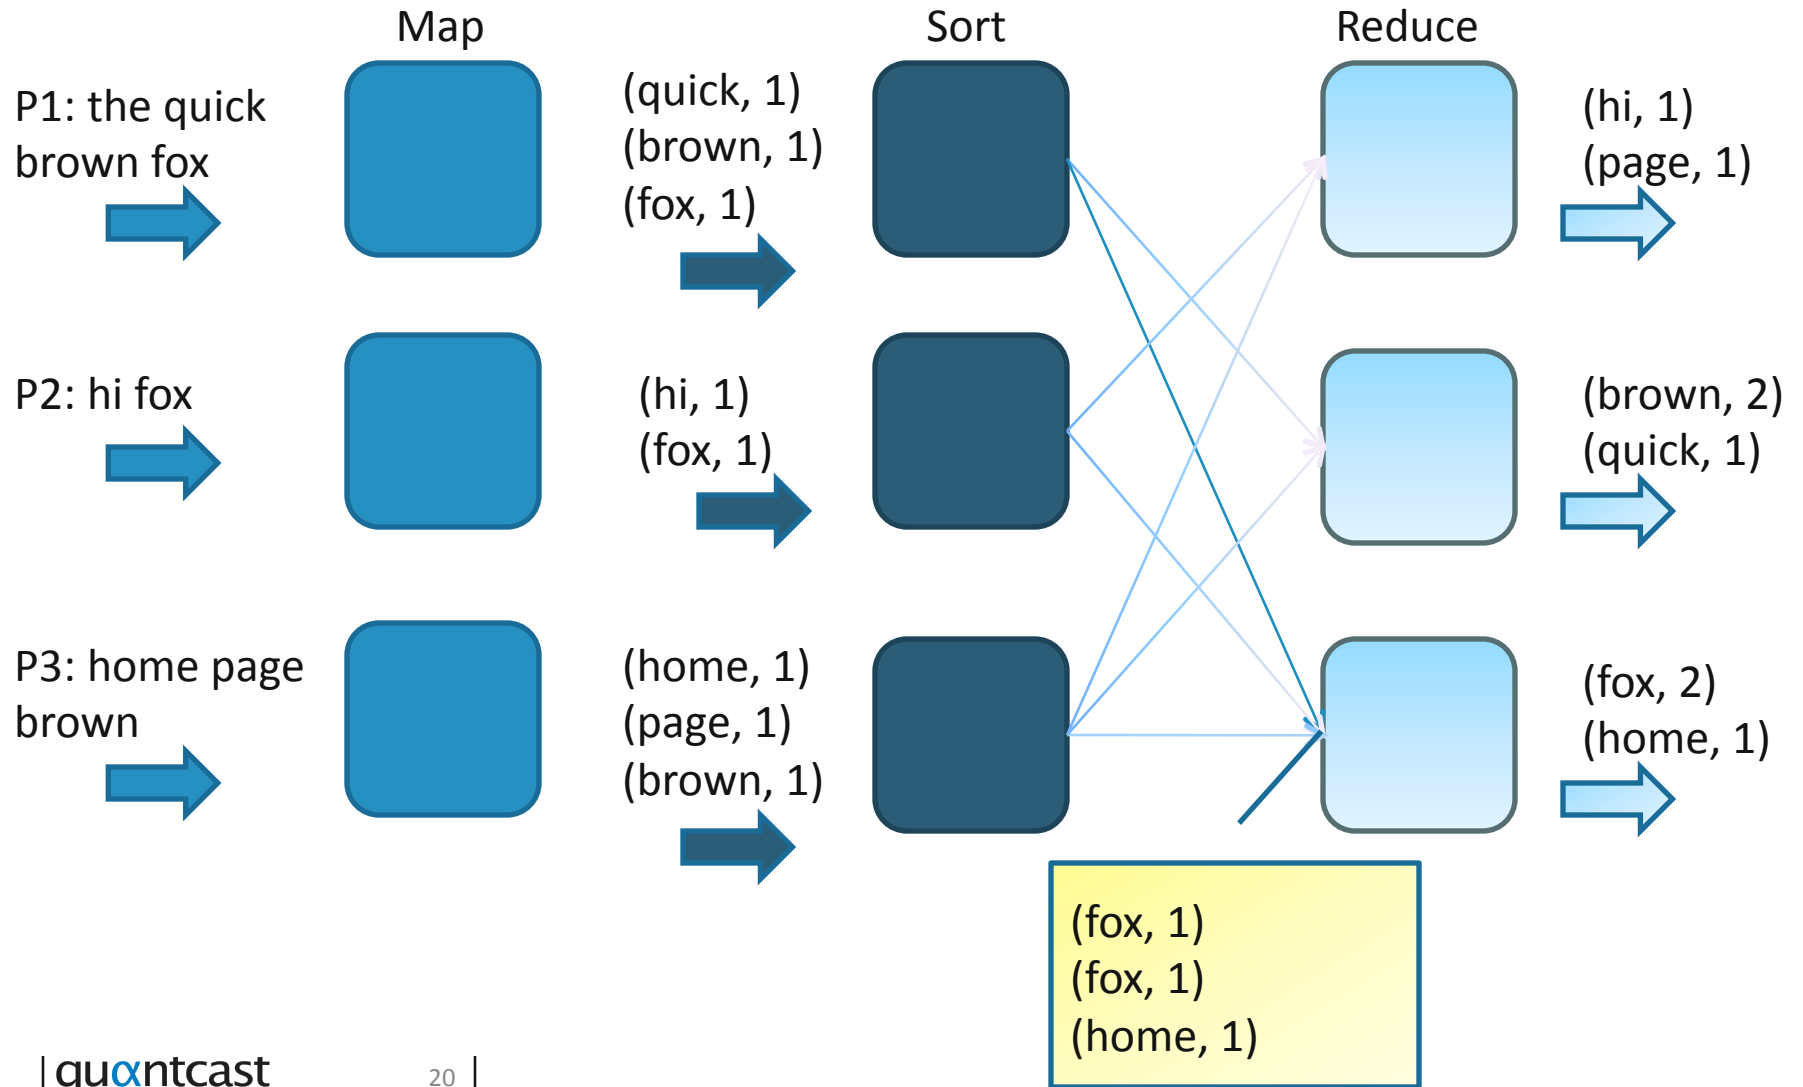 Map
Sort
Reduce
P1: the quick
brown fox
(quick, 1)
(brown, 1)
(fox, 1)
(hi, 1)
(page, 1)
P2: hi fox
(hi, 1)
(fox, 1)
(brown, 2)
(quick, 1)
P3: home page
brown
(home, 1)
(page, 1)
(brown, 1)
(fox, 2)
(home, 1)
(fox, 1)
(fox, 1)
(home, 1)
| quαntcast
20 |